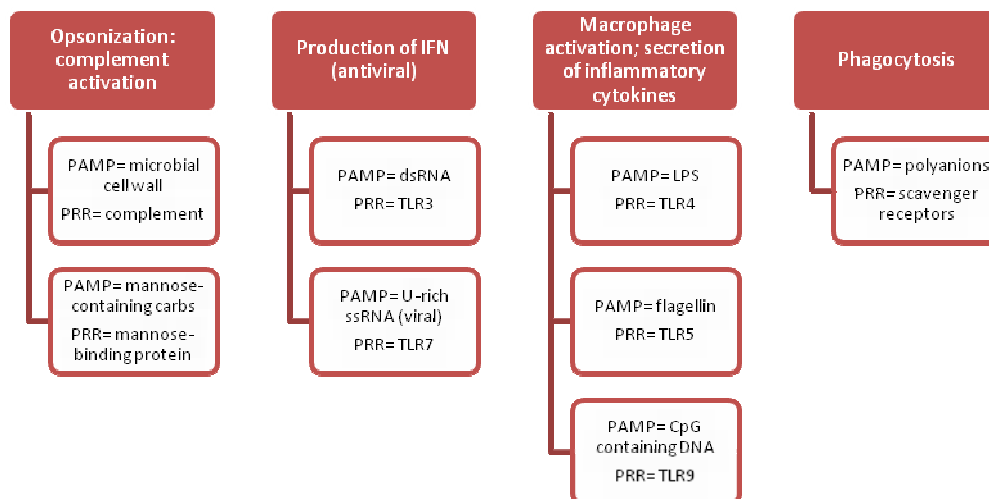 Opsonization:
complement
activation
PAMP= microbial
cell wall
PRR= complement
PAMP= mannose-
containing carbs
PRR= mannose-
binding protein
Production of IFN
(antiviral)
PAMP= dsRNA
PRR= TLR3
PAMP= U-rich
ssRNA (viral)
PRR= TLR7
Macrophage
activation; secretion
of inflammatory
cytokines
PAMP= LPS
PRR= TLR4
PAMP= flagellin
PRR= TLR5
PAMP= CpG
containing DNA
PRR= TLR9
Phagocytosis
PAMP= polyanions
PRR= scavenger
receptors